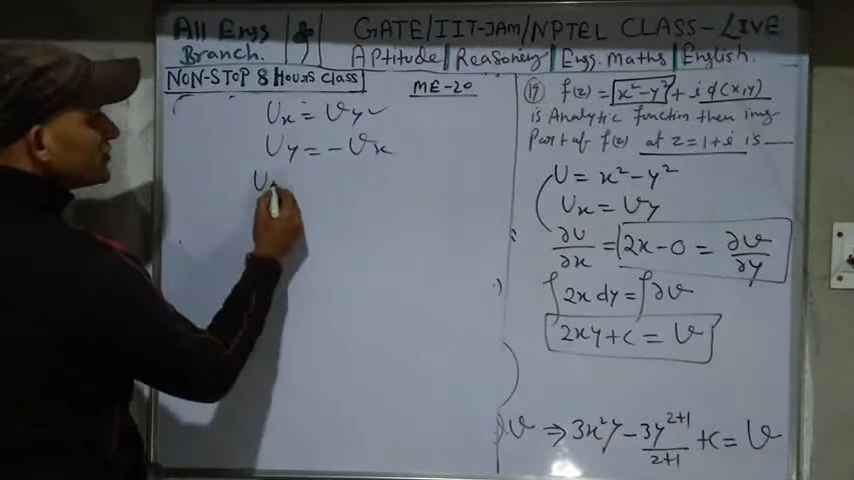 All Engg Branch. | & | GATE/IIT-JAM/NPTEL CLASS-LIVE
Aptitude | Reasoning | Engg. Maths | English.
NON-STOP 8 Hours Class
ME-20
Ux = Vy
Uy = -Vx
U
19 f(z) = x²-y² + i φ(x,y)
is Analytic function then img
Part of f(z) at z=1+i is
U = x²-y²
Ux = Vy
∂U/∂x = 2x-0 = ∂V/∂y
∫2x dy = ∫∂V
2xy+c = V
∫V ⇒ 3x²y - 3y^(2+1)/(2+1) + c = V